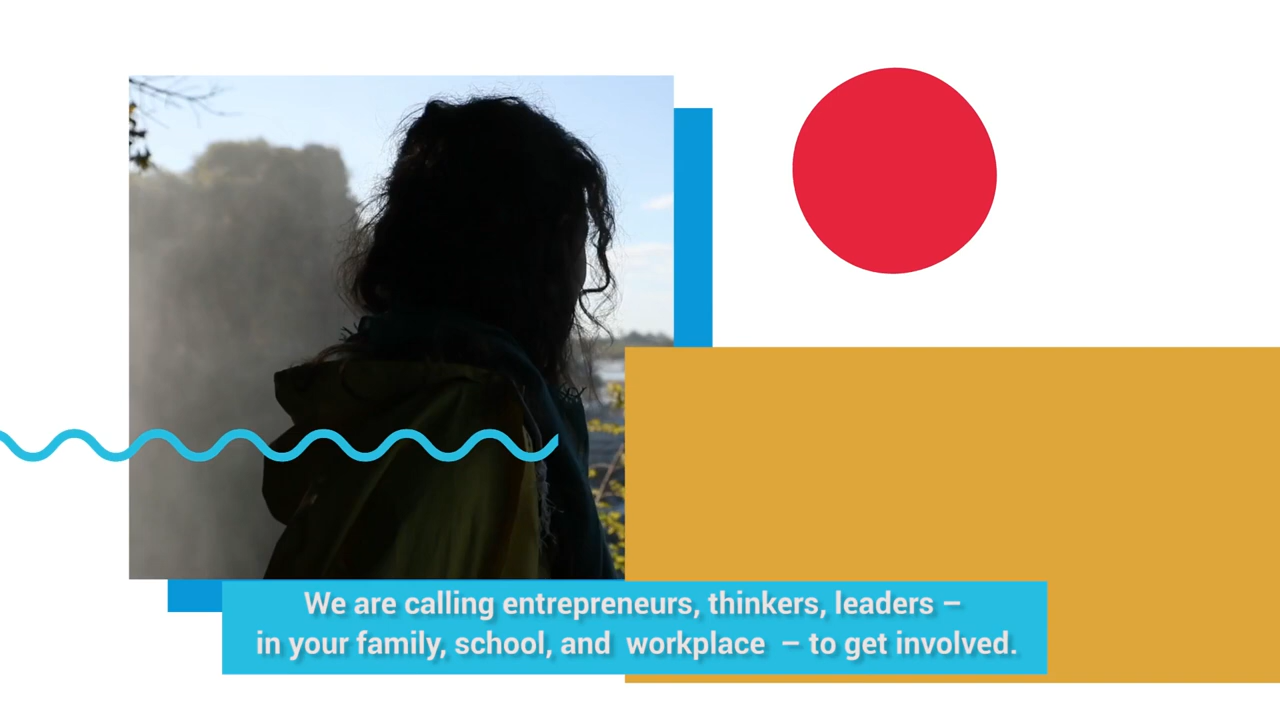 We are calling entrepreneurs, thinkers, leaders –
in your family, school, and workplace – to get involved.